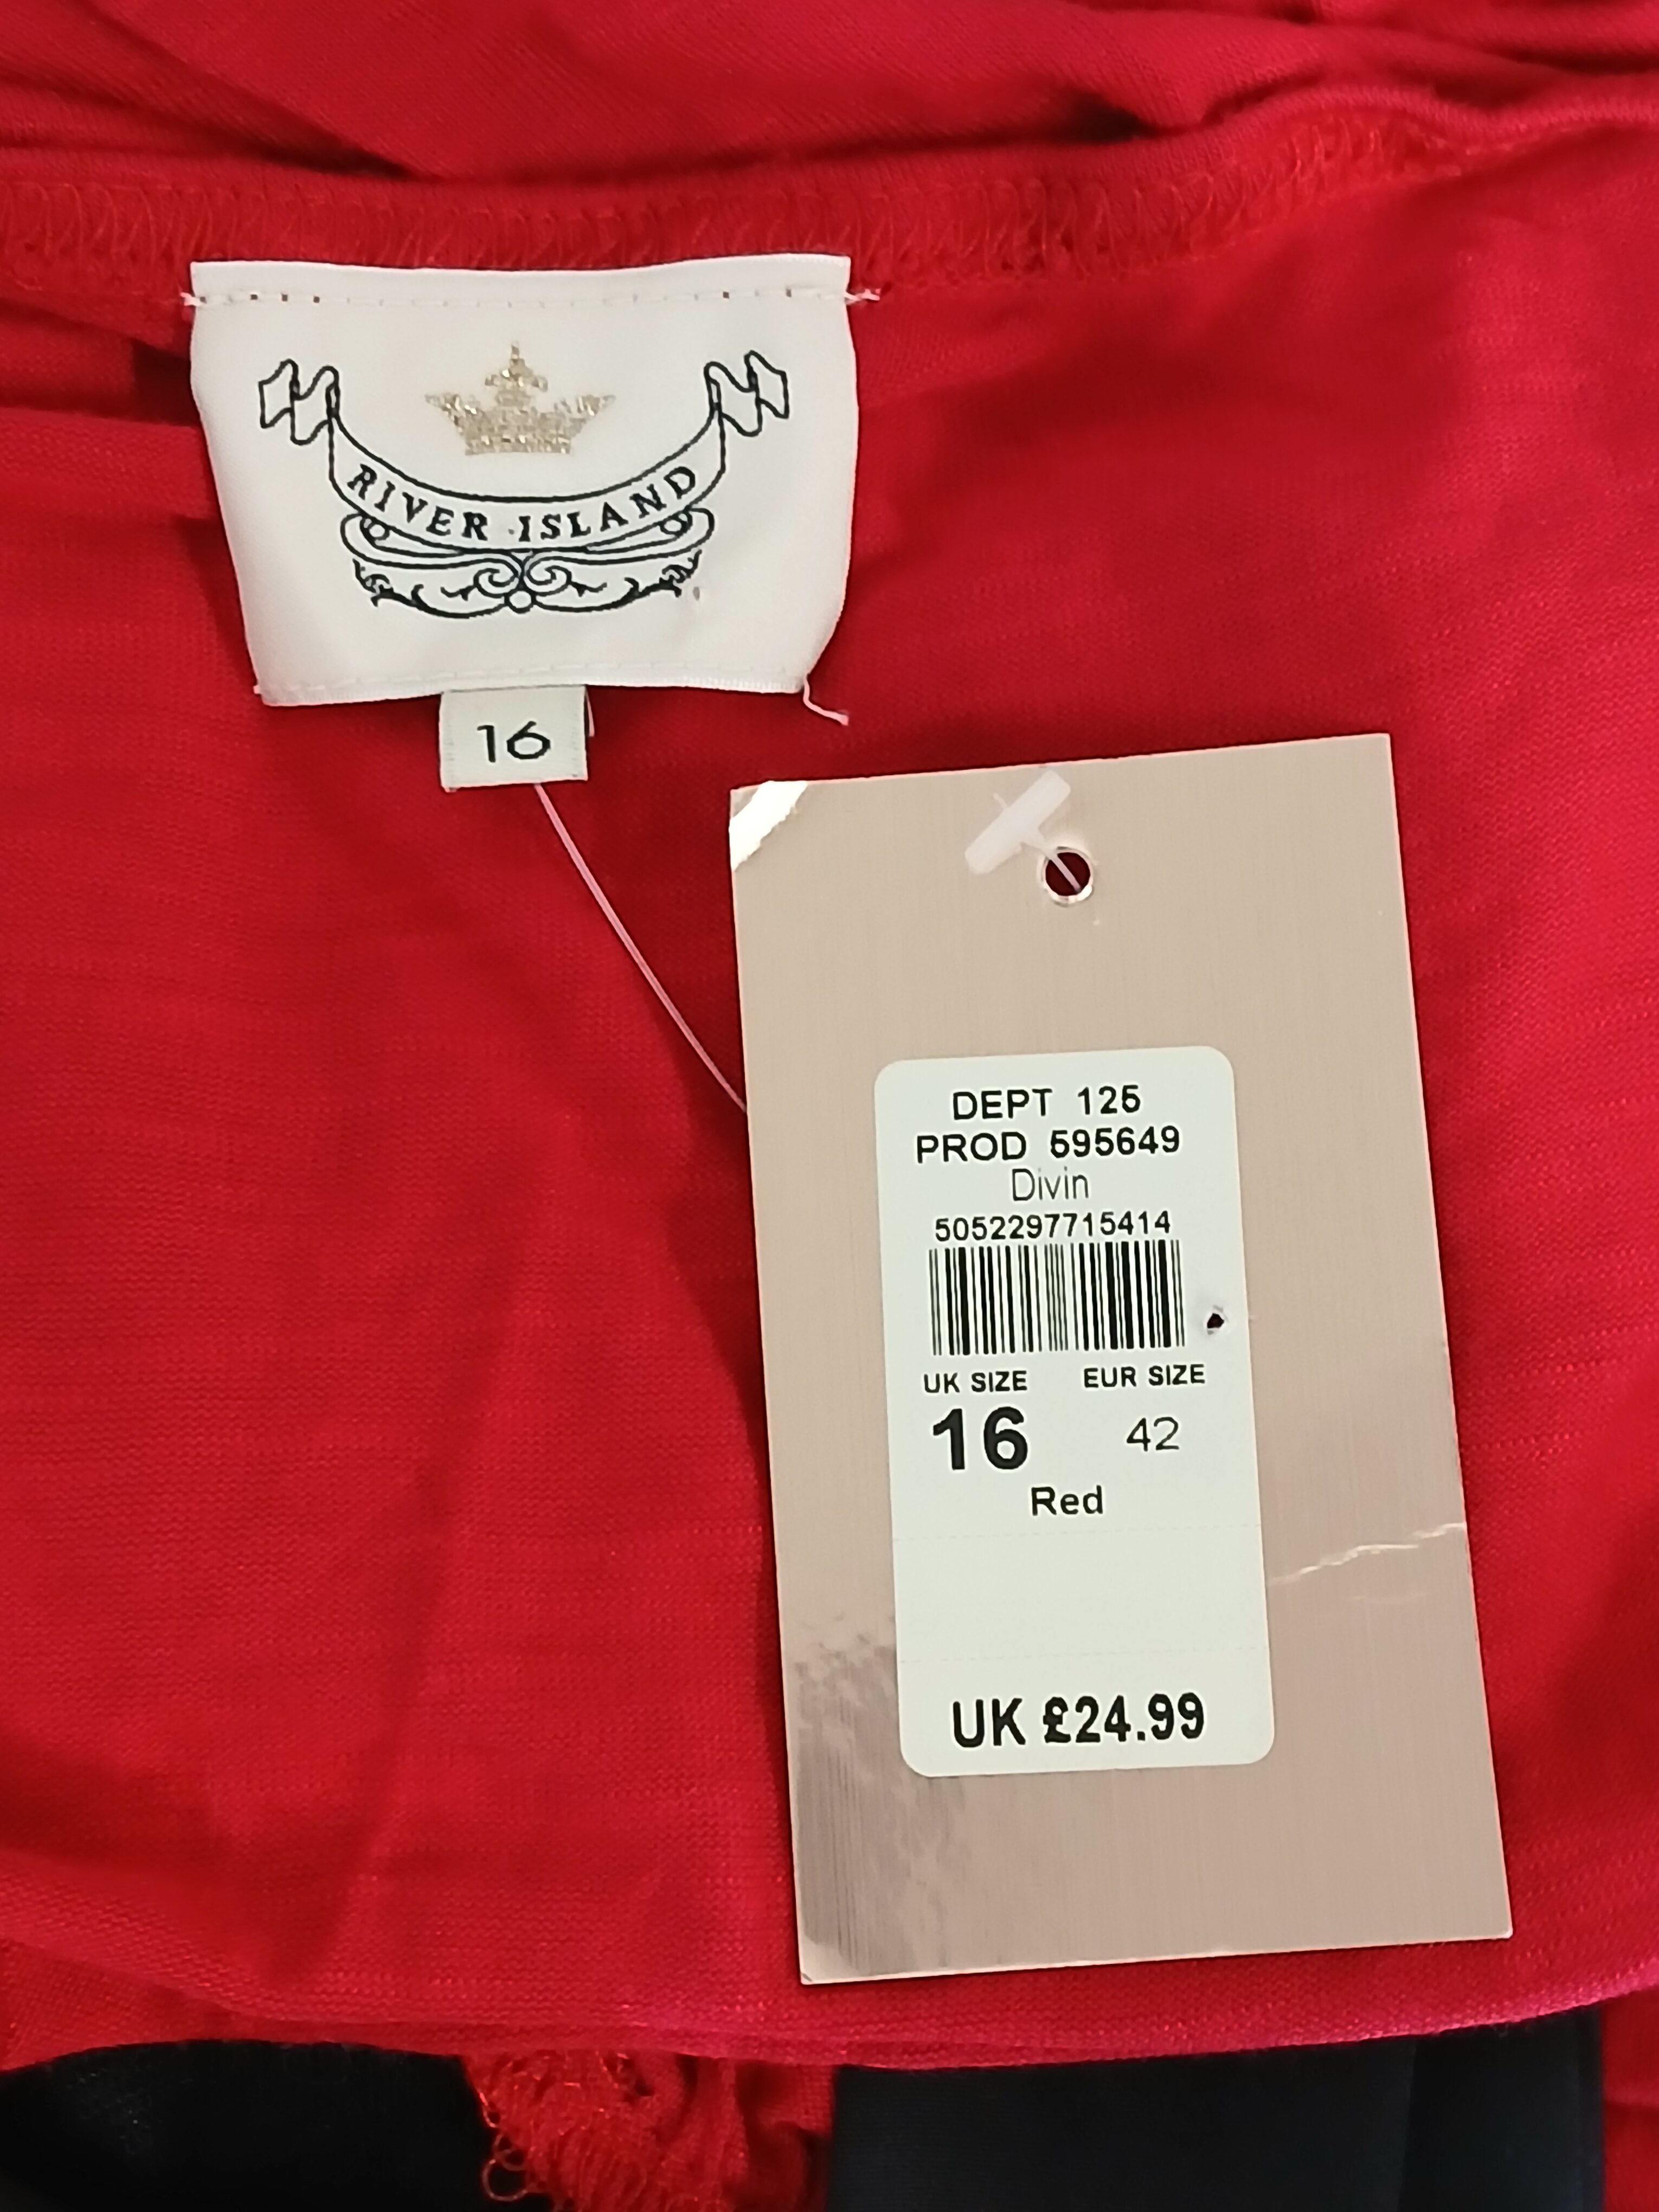 RIVER ISLAND
16
DEPT 125
PROD 595649
Divin
5052297715414
UK SIZE EUR SIZE
16 42
Red
UK £24.99